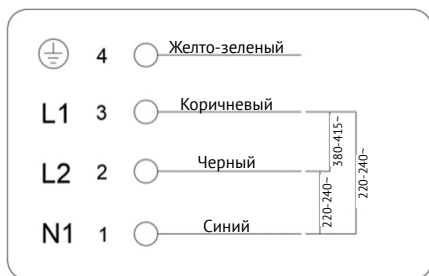 4 Желто-зеленый
L1 3 Коричневый
380-415~
220-240~
L2 2 Черный
220-240~
N1 1 Синий